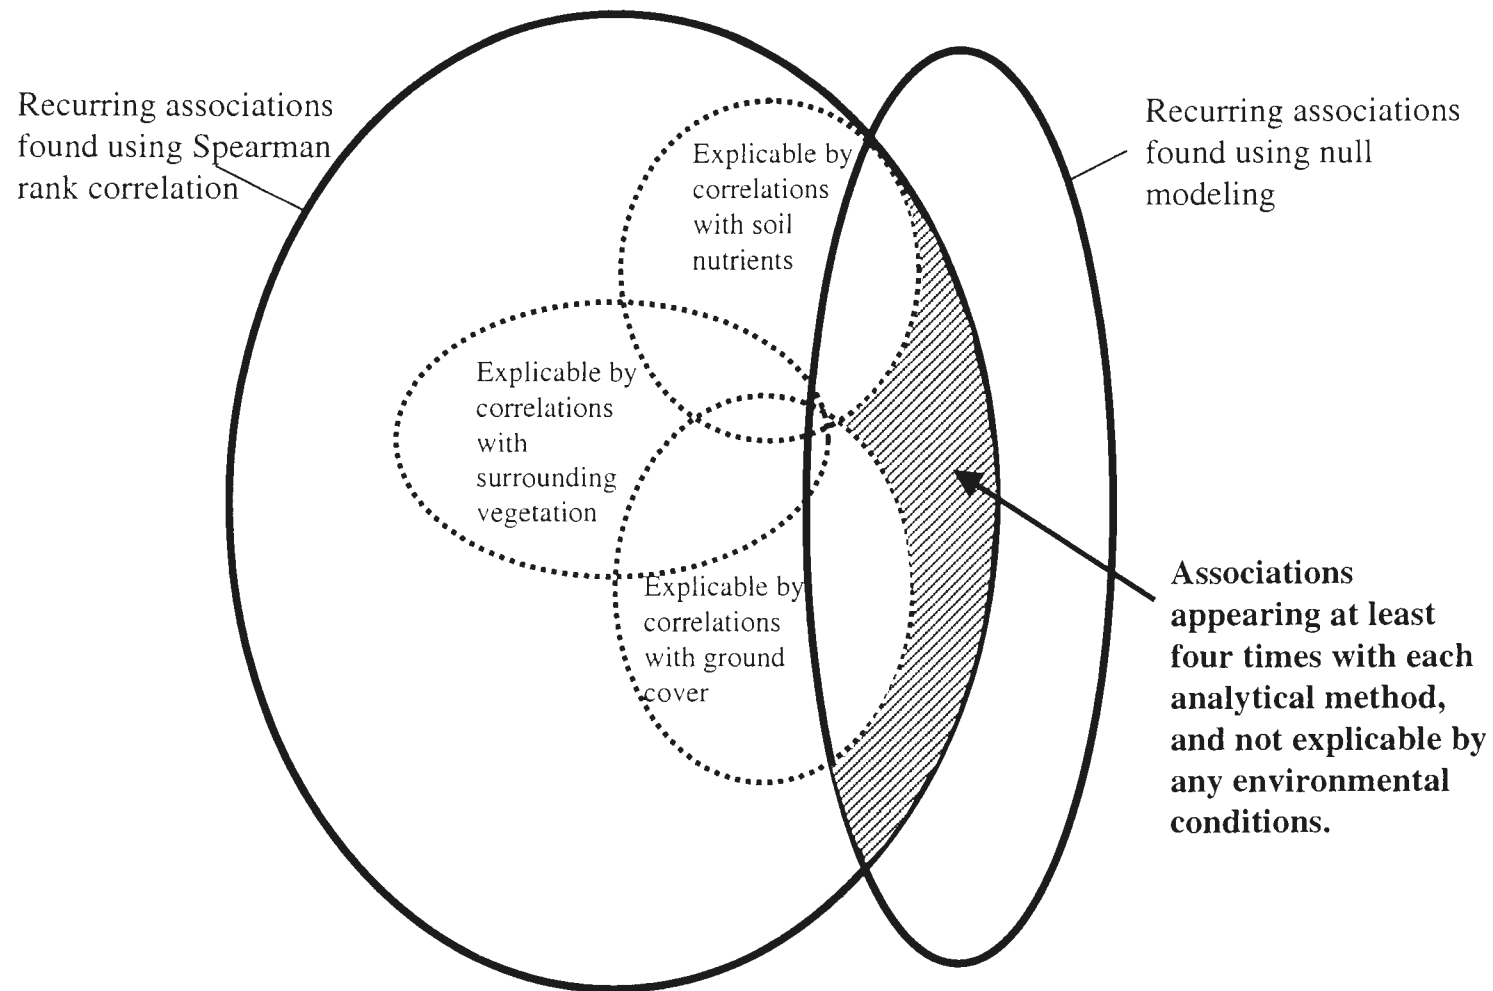 Recurring associations
found using Spearman
rank correlation
Recurring associations
found using null
modeling
Explicable by
correlations
with soil
nutrients
Explicable by
correlations
with
surrounding
vegetation
Explicable by
correlations
with ground
cover
Associations
appearing at least
four times with each
analytical method,
and not explicable by
any environmental
conditions.